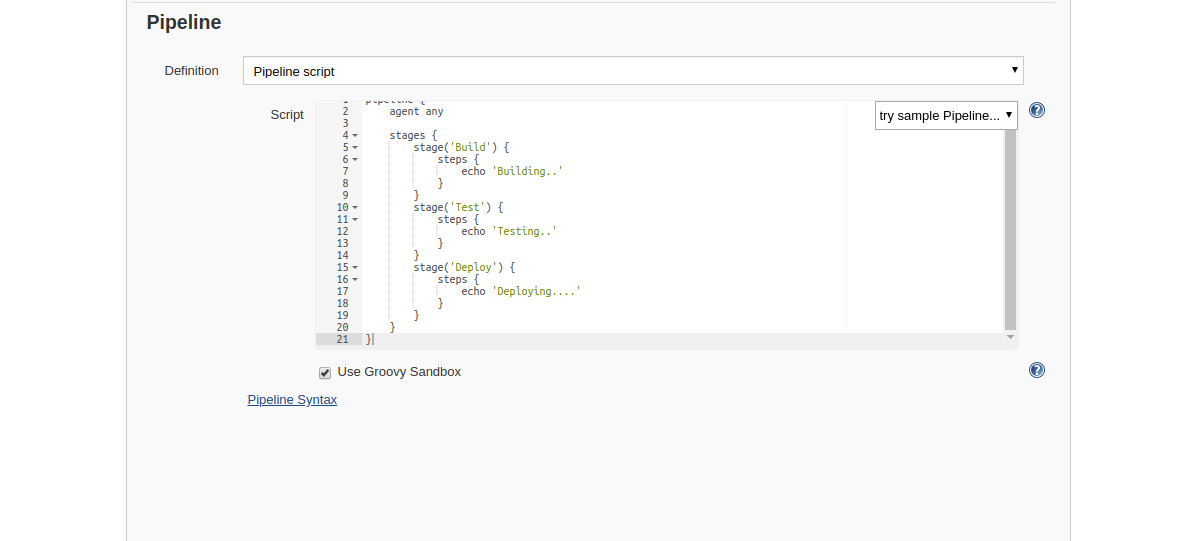 Pipeline
Definition
Pipeline script
Script
try sample Pipeline...
1 pipeline {
2     agent any
3
4     stages {
5         stage('Build') {
6             steps {
7                 echo 'Building..'
8             }
9         }
10         stage('Test') {
11             steps {
12                 echo 'Testing..'
13             }
14         }
15         stage('Deploy') {
16             steps {
17                 echo 'Deploying....'
18             }
19         }
20     }
21 }
Use Groovy Sandbox
Pipeline Syntax